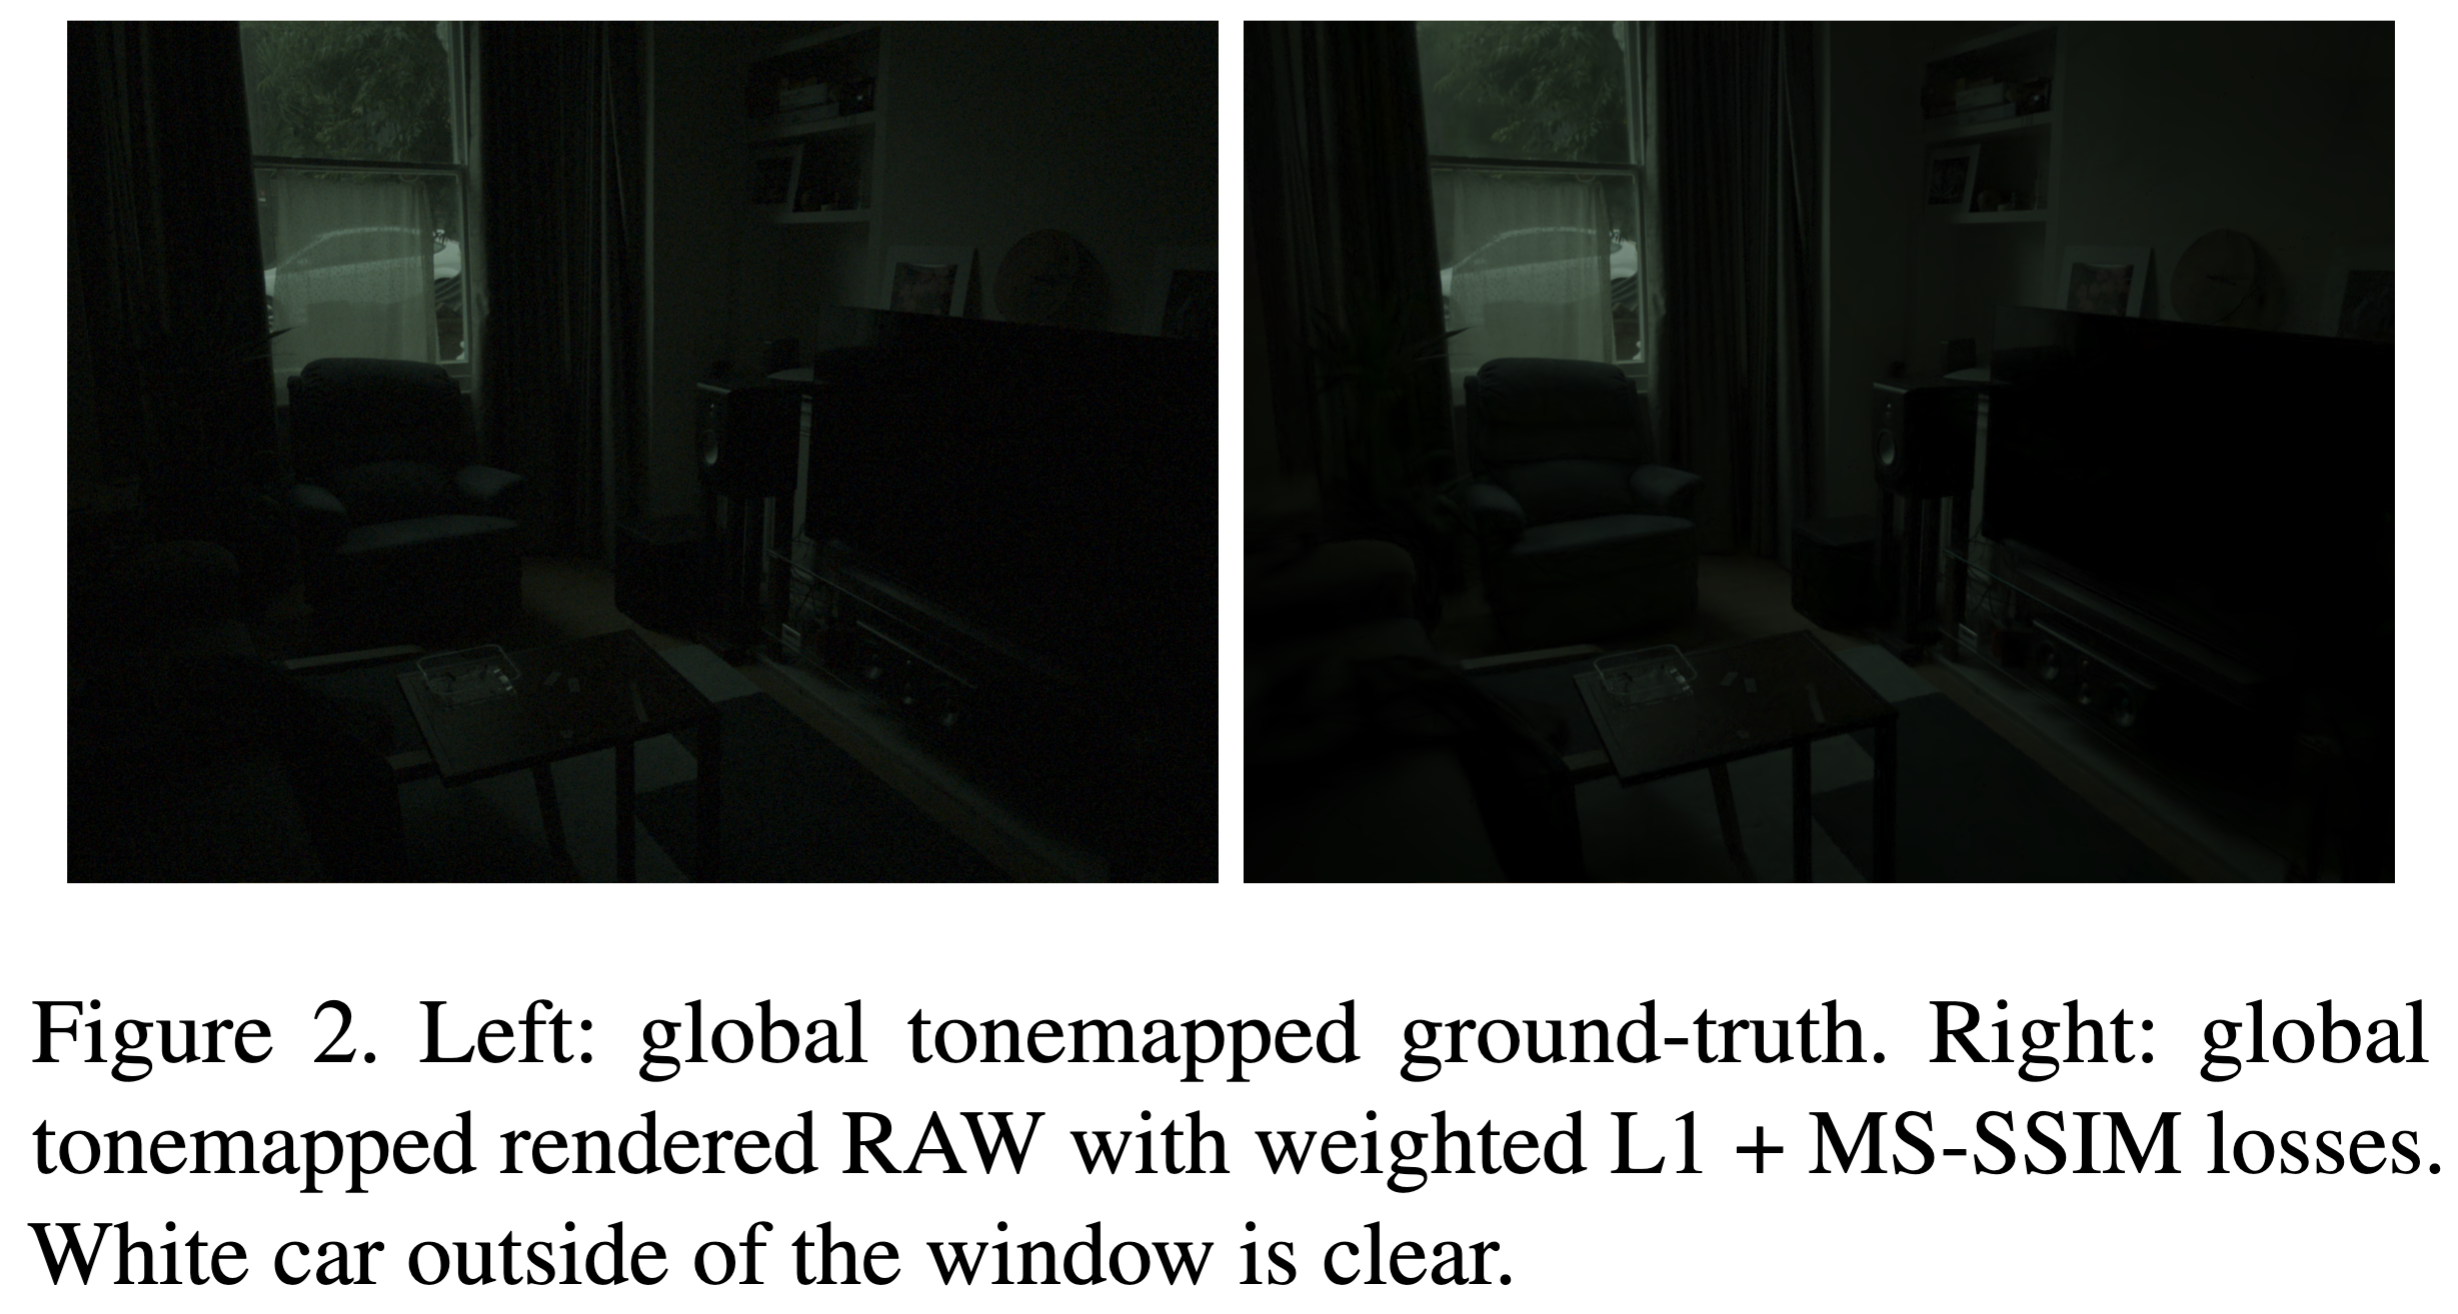 Figure 2. Left: global tonemapped ground-truth. Right: global
tonemapped rendered RAW with weighted L1 + MS-SSIM losses.
White car outside of the window is clear.